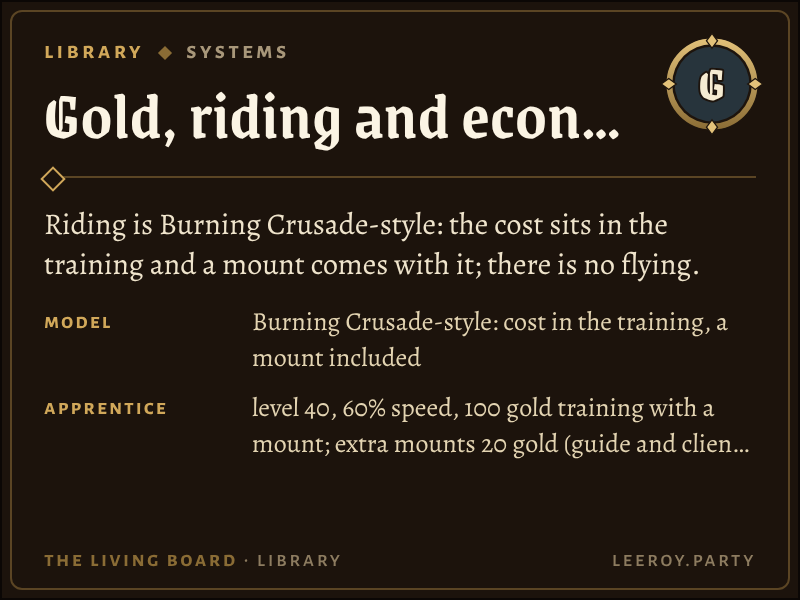 LIBRARY ◆ SYSTEMS
G
Gold, riding and econ...
Riding is Burning Crusade-style: the cost sits in the
training and a mount comes with it; there is no flying.
MODEL
Burning Crusade-style: cost in the training, a
mount included
APPRENTICE
level 40, 60% speed, 100 gold training with a
mount; extra mounts 20 gold (guide and clien...
THE LIVING BOARD · LIBRARY
LEEROY.PARTY